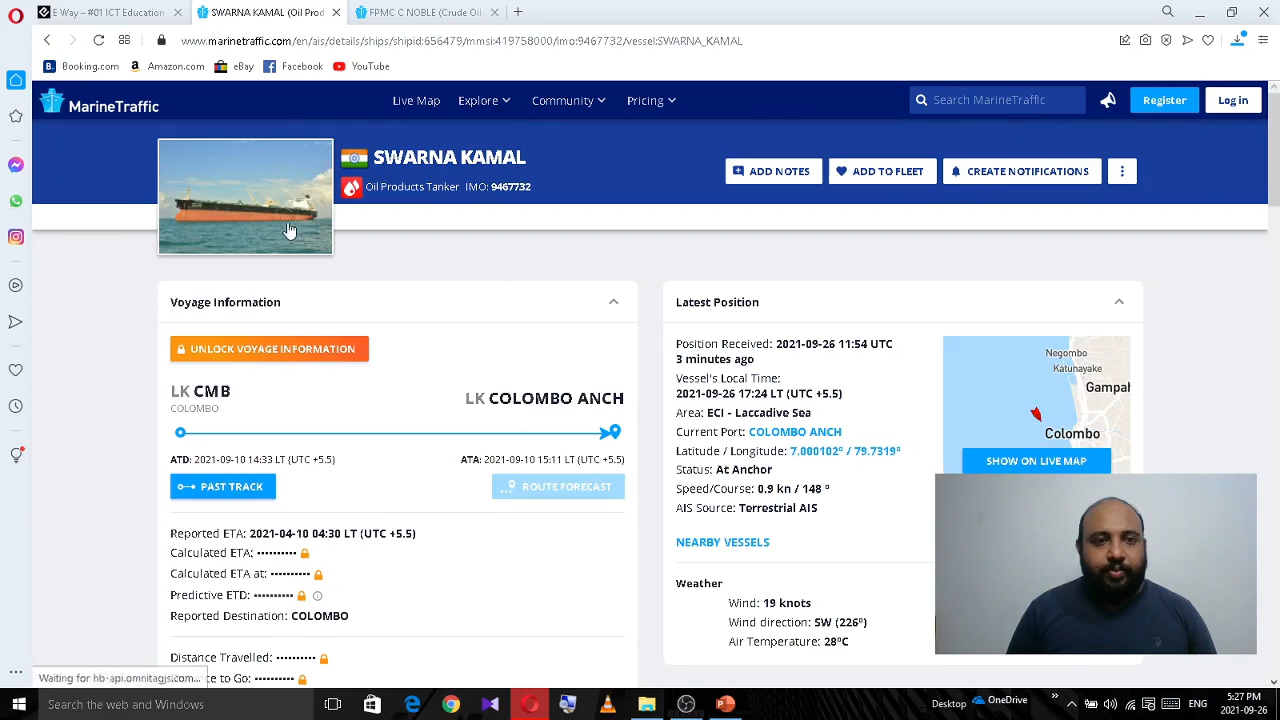 E Way – #01 ICT Education
SWARNA KAMAL (Oil Prod
FPMC C NOBLE (Crude Oil
www.marinetraffic.com/en/ais/details/ships/shipid:656479/mmsi:419758000/imo:9467732/vessel:SWARNA_KAMAL
Booking.com
Amazon.com
eBay
Facebook
YouTube
MarineTraffic
Live Map
Explore
Community
Pricing
Search MarineTraffic
Register
Log in
SWARNA KAMAL
Oil Products Tanker IMO: 9467732
ADD NOTES
ADD TO FLEET
CREATE NOTIFICATIONS
Voyage Information
UNLOCK VOYAGE INFORMATION
LK CMB
COLOMBO
LK COLOMBO ANCH
ATD: 2021-09-10 14:33 LT (UTC +5.5)
ATA: 2021-09-10 15:11 LT (UTC +5.5)
PAST TRACK
ROUTE FORECAST
Reported ETA: 2021-04-10 04:30 LT (UTC +5.5)
Calculated ETA:
Calculated ETA at:
Predictive ETD:
Reported Destination: COLOMBO
Distance Travelled:
ce to Go:
Waiting for hb-api.omnitagjs.com...
Latest Position
Position Received: 2021-09-26 11:54 UTC
3 minutes ago
Vessel's Local Time:
2021-09-26 17:24 LT (UTC +5.5)
Area: ECI - Laccadive Sea
Current Port: COLOMBO ANCH
Latitude / Longitude: 7.000102° / 79.7319°
Status: At Anchor
Speed/Course: 0.9 kn / 148 °
AIS Source: Terrestrial AIS
NEARBY VESSELS
Negombo
Katunayake
Gampah
Colombo
SHOW ON LIVE MAP
Weather
Wind: 19 knots
Wind direction: SW (226°)
Air Temperature: 28°C
Search the web and Windows
Desktop
OneDrive
ENG
5:27 PM
2021-09-26